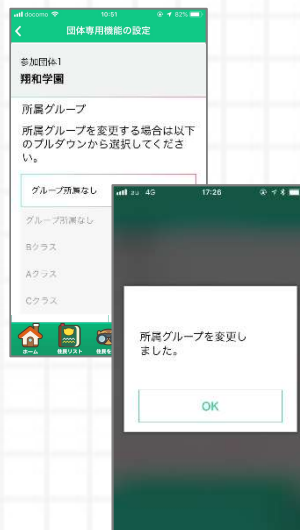 docomo
10:51
82%
団体専用機能の設定
参加団体1
翔和学園
所属グループ
所属グループを変更する場合は以下
のプルダウンから選択してくださ
い。
グループ所属なし
グループ所属なし
Bクラス
Aクラス
Cクラス
ホーム
怪異リスト
au 4G
17:26
所属グループを変更し
ました。
OK